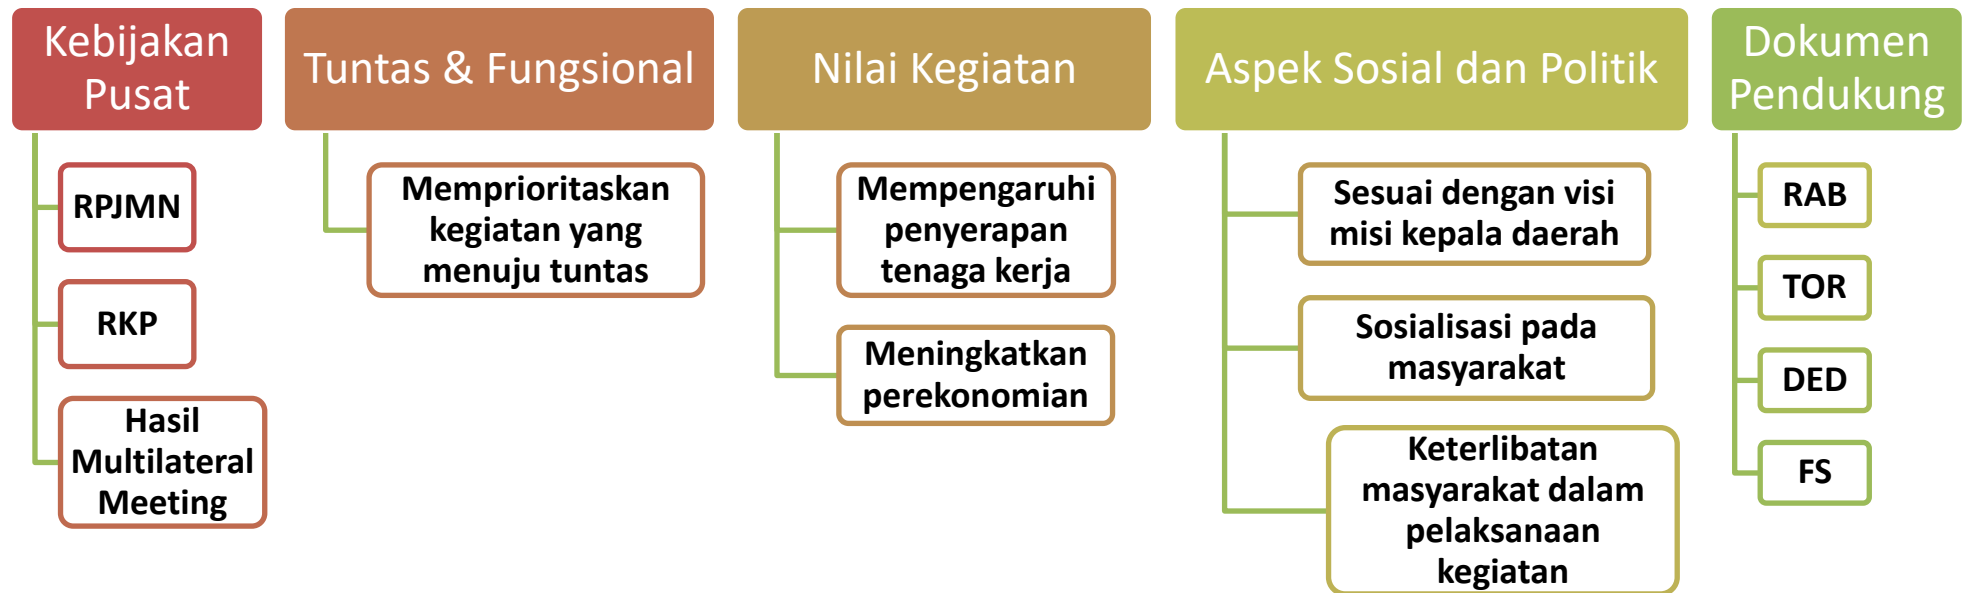 Kebijakan
Pusat
RPJMN
RKP
Hasil
Multilateral
Meeting
Tuntas & Fungsional
Memprioritaskan
kegiatan yang
menuju tuntas
Nilai Kegiatan
Mempengaruhi
penyerapan
tenaga kerja
Meningkatkan
perekonomian
Aspek Sosial dan Politik
Sesuai dengan visi
misi kepala daerah
Sosialisasi pada
masyarakat
Keterlibatan
masyarakat dalam
pelaksanaan
kegiatan
Dokumen
Pendukung
RAB
TOR
DED
FS